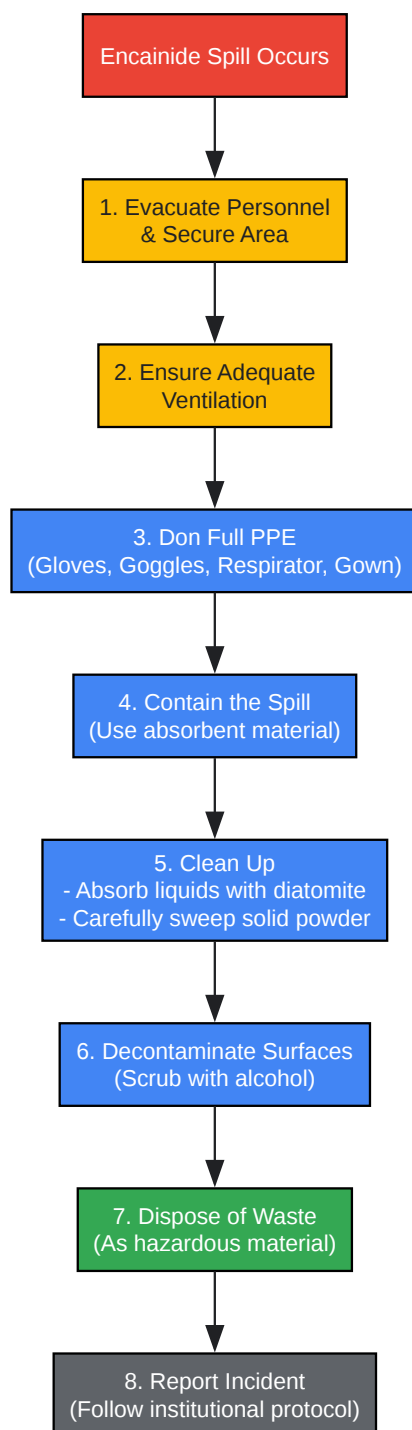 Encainide Spill Occurs
1. Evacuate Personnel
& Secure Area
2. Ensure Adequate
Ventilation
3. Don Full PPE
(Gloves, Goggles, Respirator, Gown)
4. Contain the Spill
(Use absorbent material)
5. Clean Up
- Absorb liquids with diatomite
- Carefully sweep solid powder
6. Decontaminate Surfaces
(Scrub with alcohol)
7. Dispose of Waste
(As hazardous material)
8. Report Incident
(Follow institutional protocol)